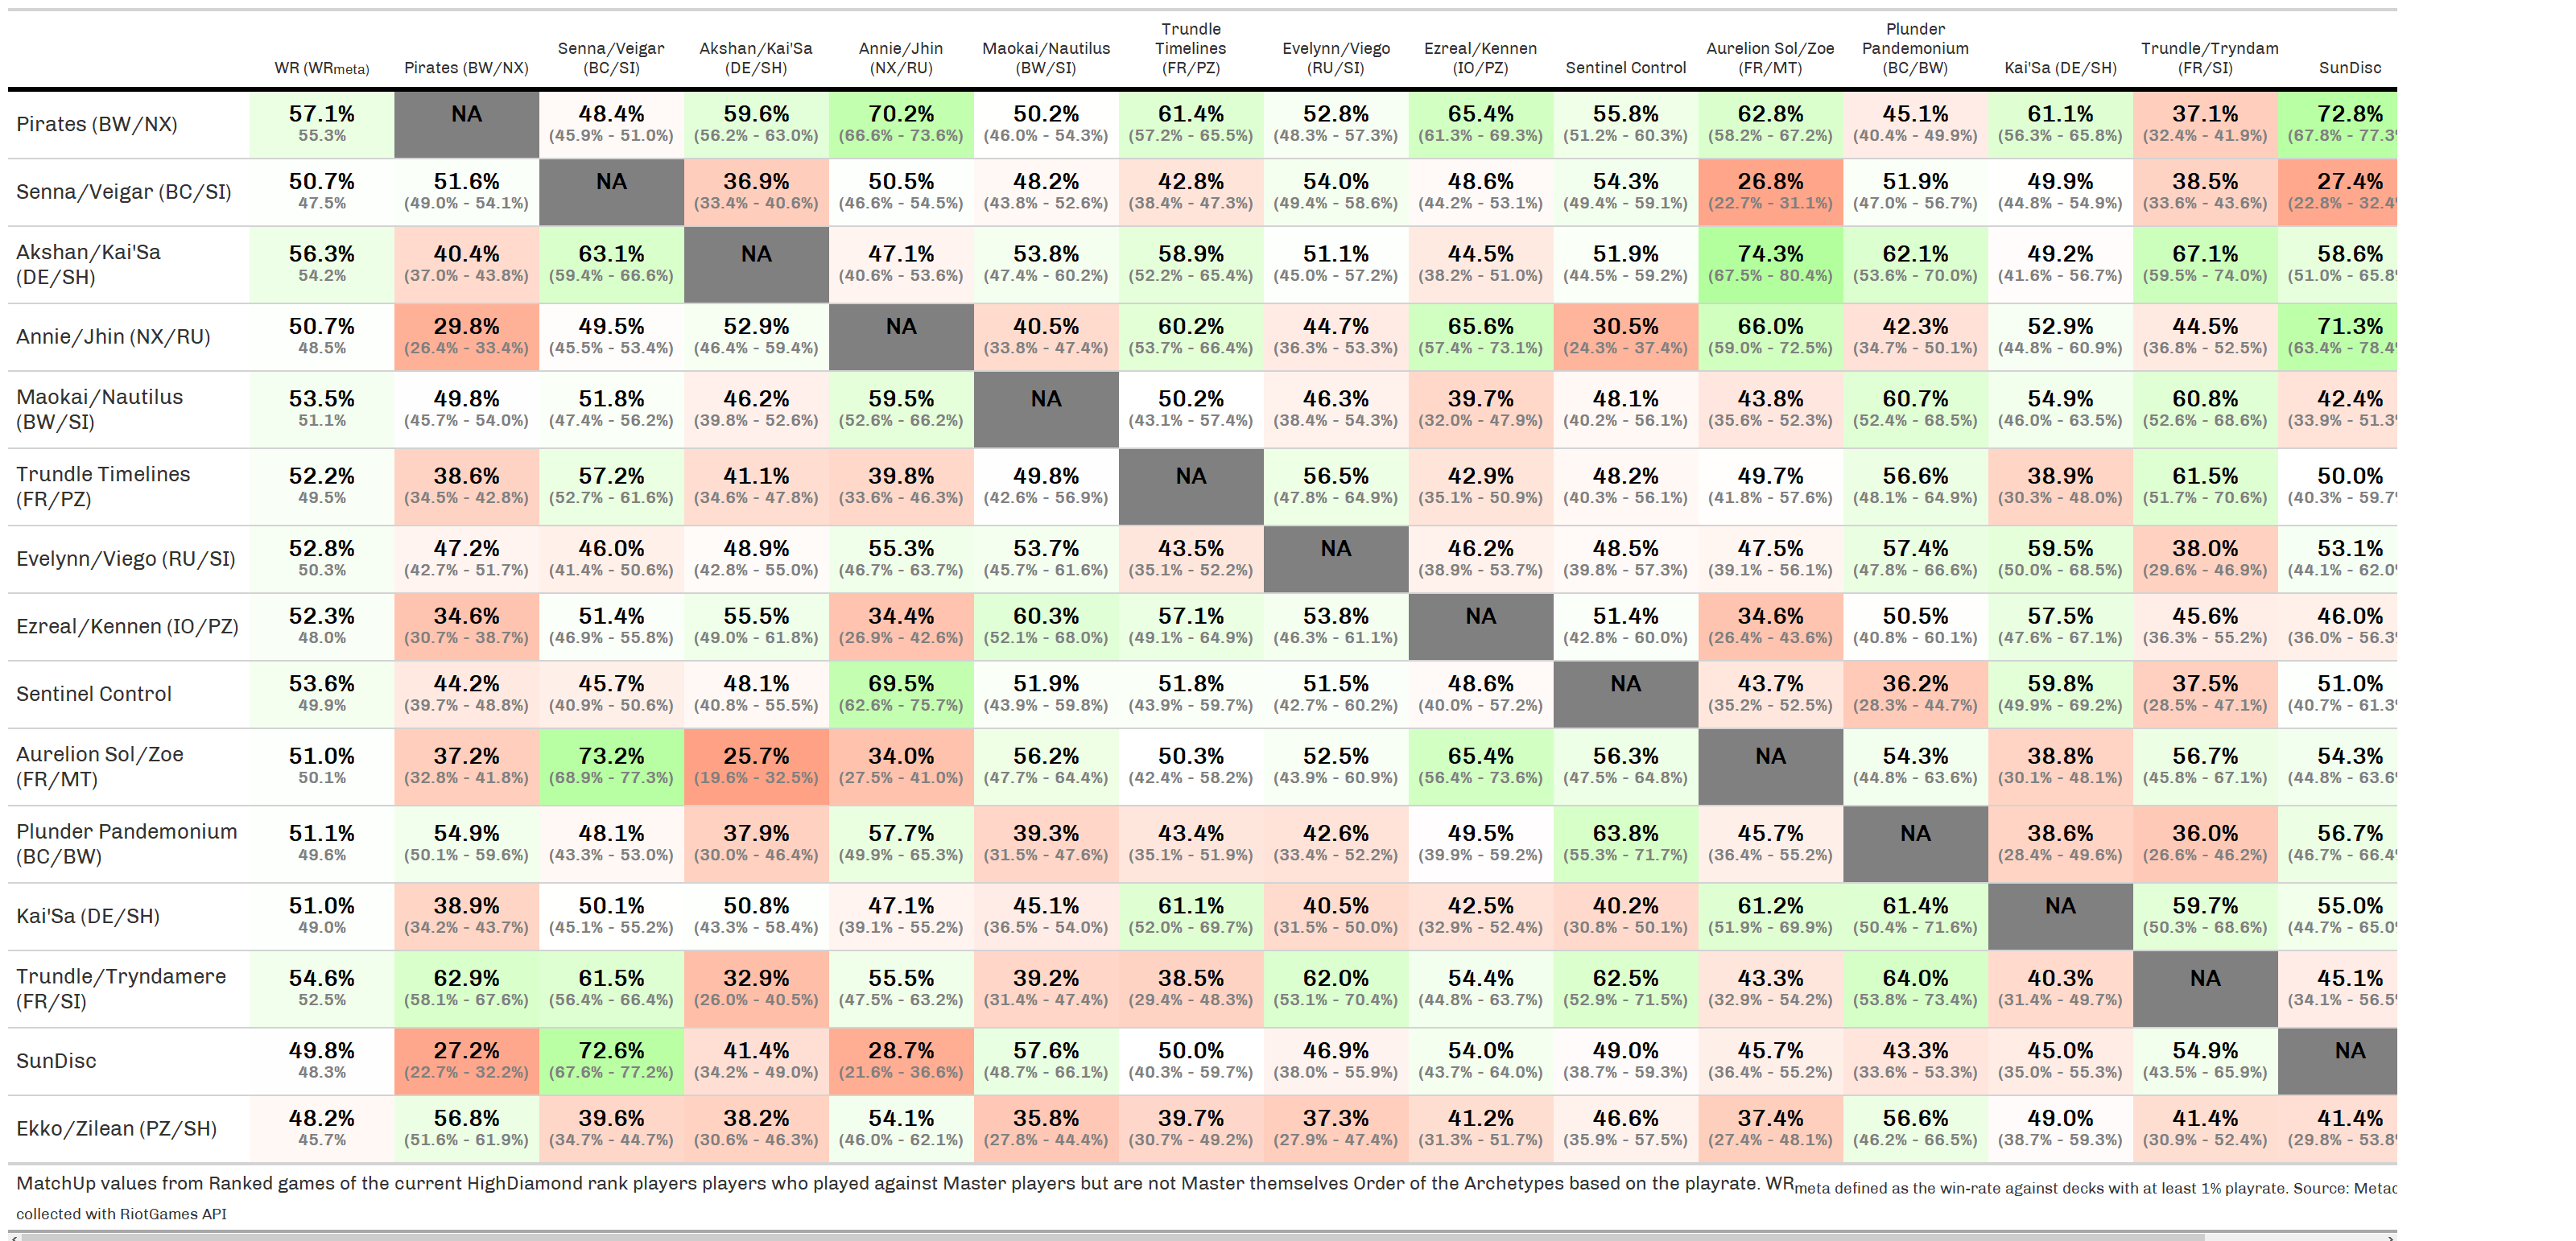 WR (WRmeta) Pirates (BW/NX) Senna/Veigar (BC/SI) Akshan/Kai'Sa (DE/SH) Annie/Jhin (NX/RU) Maokai/Nautilus (BW/SI) Trundle Timelines (FR/PZ) Evelynn/Viego (RU/SI) Ezreal/Kennen (IO/PZ) Sentinel Control Aurelion Sol/Zoe (FR/MT) Plunder Pandemonium (BC/BW) Kai'Sa (DE/SH) Trundle/Tryndam (FR/SI) SunDisc
Pirates (BW/NX) 57.1% NA 48.4% 59.6% 70.2% 50.2% 61.4% 52.8% 65.4% 55.8% 62.8% 45.1% 61.1% 37.1% 72.8%
55.3% (45.9% - 51.0%) (56.2% - 63.0%) (66.6% - 73.6%) (46.0% - 54.3%) (57.2% - 65.5%) (48.3% - 57.3%) (61.3% - 69.3%) (51.2% - 60.3%) (58.2% - 67.2%) (40.4% - 49.9%) (56.3% - 65.8%) (32.4% - 41.9%) (67.8% - 77.3%
Senna/Veigar (BC/SI) 50.7% 51.6% NA 36.9% 50.5% 48.2% 42.8% 54.0% 48.6% 54.3% 26.8% 51.9% 49.9% 38.5% 27.4%
47.5% (49.0% - 54.1%) (33.4% - 40.6%) (46.6% - 54.5%) (43.8% - 52.6%) (38.4% - 47.3%) (49.4% - 58.6%) (44.2% - 53.1%) (49.4% - 59.1%) (22.7% - 31.1%) (47.0% - 56.7%) (44.8% - 54.9%) (33.6% - 43.6%) (22.8% - 32.4%
Akshan/Kai'Sa (DE/SH) 56.3% 40.4% 63.1% NA 47.1% 53.8% 58.9% 51.1% 44.5% 51.9% 74.3% 62.1% 49.2% 67.1% 58.6%
54.2% (37.0% - 43.8%) (59.4% - 66.6%) (40.6% - 53.6%) (47.4% - 60.2%) (52.2% - 65.4%) (45.0% - 57.2%) (38.2% - 51.0%) (44.5% - 59.2%) (67.5% - 80.4%) (53.6% - 70.0%) (41.6% - 56.7%) (59.5% - 74.0%) (51.0% - 65.8%
Annie/Jhin (NX/RU) 50.7% 29.8% 49.5% 52.9% NA 40.5% 60.2% 44.7% 65.6% 30.5% 66.0% 42.3% 52.9% 44.5% 71.3%
48.5% (26.4% - 33.4%) (45.5% - 53.4%) (46.4% - 59.4%) (33.8% - 47.4%) (53.7% - 66.4%) (36.3% - 53.3%) (57.4% - 73.1%) (24.3% - 37.4%) (59.0% - 72.5%) (34.7% - 50.1%) (44.8% - 60.9%) (36.8% - 52.5%) (63.4% - 78.4%
Maokai/Nautilus (BW/SI) 53.5% 49.8% 51.8% 46.2% 59.5% NA 50.2% 46.3% 39.7% 48.1% 43.8% 60.7% 54.9% 60.8% 42.4%
51.1% (45.7% - 54.0%) (47.4% - 56.2%) (39.8% - 52.6%) (52.6% - 66.2%) (43.1% - 57.4%) (38.4% - 54.3%) (32.0% - 47.9%) (40.2% - 56.1%) (35.6% - 52.3%) (52.4% - 68.5%) (46.0% - 63.5%) (52.6% - 68.6%) (33.9% - 51.3%
Trundle Timelines (FR/PZ) 52.2% 38.6% 57.2% 41.1% 39.8% 49.8% NA 56.5% 42.9% 48.2% 49.7% 56.6% 38.9% 61.5% 50.0%
49.5% (34.5% - 42.8%) (52.7% - 61.6%) (34.6% - 47.8%) (33.6% - 46.3%) (42.6% - 56.9%) (47.8% - 64.9%) (35.1% - 50.9%) (40.3% - 56.1%) (41.8% - 57.6%) (48.1% - 64.9%) (30.3% - 48.0%) (51.7% - 70.6%) (40.3% - 59.7%
Evelynn/Viego (RU/SI) 52.8% 47.2% 46.0% 48.9% 55.3% 53.7% 43.5% NA 46.2% 48.5% 47.5% 57.4% 59.5% 38.0% 53.1%
50.3% (42.7% - 51.7%) (41.4% - 50.6%) (42.8% - 55.0%) (46.7% - 63.7%) (45.7% - 61.6%) (35.1% - 52.2%) (38.9% - 53.7%) (39.8% - 57.3%) (39.1% - 56.1%) (47.8% - 66.6%) (50.0% - 68.5%) (29.6% - 46.9%) (44.1% - 62.0%
Ezreal/Kennen (IO/PZ) 52.3% 34.6% 51.4% 55.5% 34.4% 60.3% 57.1% 53.8% NA 51.4% 34.6% 50.5% 57.5% 45.6% 46.0%
48.0% (30.7% - 38.7%) (46.9% - 55.8%) (49.0% - 61.8%) (26.9% - 42.6%) (52.1% - 68.0%) (49.1% - 64.9%) (46.3% - 61.1%) (42.8% - 60.0%) (26.4% - 43.6%) (40.8% - 60.1%) (47.6% - 67.1%) (36.3% - 55.2%) (36.0% - 56.3%
Sentinel Control 53.6% 44.2% 45.7% 48.1% 69.5% 51.9% 51.8% 51.5% 48.6% NA 43.7% 36.2% 59.8% 37.5% 51.0%
49.9% (39.7% - 48.8%) (40.9% - 50.6%) (40.8% - 55.5%) (62.6% - 75.7%) (43.9% - 59.8%) (43.9% - 59.7%) (42.7% - 60.2%) (40.0% - 57.2%) (35.2% - 52.5%) (28.3% - 44.7%) (49.9% - 69.2%) (28.5% - 47.1%) (40.7% - 61.3%
Aurelion Sol/Zoe (FR/MT) 51.0% 37.2% 73.2% 25.7% 34.0% 56.2% 50.3% 52.5% 65.4% 56.3% NA 54.3% 38.8% 56.7% 54.3%
50.1% (32.8% - 41.8%) (68.9% - 77.3%) (19.6% - 32.5%) (27.5% - 41.0%) (47.7% - 64.4%) (42.4% - 58.2%) (43.9% - 60.9%) (56.4% - 73.6%) (47.5% - 64.8%) (44.8% - 63.6%) (30.1% - 48.1%) (45.8% - 67.1%) (44.8% - 63.6%
Plunder Pandemonium (BC/BW) 51.1% 54.9% 48.1% 37.9% 57.7% 39.3% 43.4% 42.6% 49.5% 63.8% 45.7% NA 38.6% 36.0% 56.7%
49.6% (50.1% - 59.6%) (43.3% - 53.0%) (30.0% - 46.4%) (49.9% - 65.3%) (31.5% - 47.6%) (35.1% - 51.9%) (33.4% - 52.2%) (39.9% - 59.2%) (55.3% - 71.7%) (36.4% - 55.2%) (28.4% - 49.6%) (26.6% - 46.2%) (46.7% - 66.4%
Kai'Sa (DE/SH) 51.0% 38.9% 50.1% 50.8% 47.1% 45.1% 61.1% 40.5% 42.5% 40.2% 61.2% 61.4% NA 59.7% 55.0%
49.0% (34.2% - 43.7%) (45.1% - 55.2%) (43.3% - 58.4%) (39.1% - 55.2%) (36.5% - 54.0%) (52.0% - 69.7%) (31.5% - 50.0%) (32.9% - 52.4%) (30.8% - 50.1%) (51.9% - 69.9%) (50.4% - 71.6%) (50.3% - 68.6%) (44.7% - 65.0%
Trundle/Tryndamere (FR/SI) 54.6% 62.9% 61.5% 32.9% 55.5% 39.2% 38.5% 62.0% 54.4% 62.5% 43.3% 64.0% 40.3% NA 45.1%
52.5% (58.1% - 67.6%) (56.4% - 66.4%) (26.0% - 40.5%) (47.5% - 63.2%) (31.4% - 47.4%) (29.4% - 48.3%) (53.1% - 70.4%) (44.8% - 63.7%) (52.9% - 71.5%) (32.9% - 54.2%) (53.8% - 73.4%) (31.4% - 49.7%) (34.1% - 56.5%
SunDisc 49.8% 27.2% 72.6% 41.4% 28.7% 57.6% 50.0% 46.9% 54.0% 49.0% 45.7% 43.3% 45.0% 54.9% NA
48.3% (22.7% - 32.2%) (67.6% - 77.2%) (34.2% - 49.0%) (21.6% - 36.6%) (48.7% - 66.1%) (40.3% - 59.7%) (38.0% - 55.9%) (43.7% - 64.0%) (38.7% - 59.3%) (36.4% - 55.2%) (33.6% - 53.3%) (35.0% - 55.3%) (43.5% - 65.9%)
Ekko/Zilean (PZ/SH) 48.2% 56.8% 39.6% 38.2% 54.1% 35.8% 39.7% 37.3% 41.2% 46.6% 37.4% 56.6% 49.0% 41.4% 41.4%
45.7% (51.6% - 61.9%) (34.7% - 44.7%) (30.6% - 46.3%) (46.0% - 62.1%) (27.8% - 44.4%) (30.7% - 49.2%) (27.9% - 47.4%) (31.3% - 51.7%) (35.9% - 57.5%) (27.4% - 48.1%) (46.2% - 66.5%) (38.7% - 59.3%) (30.9% - 52.4%) (29.8% - 53.8%
MatchUp values from Ranked games of the current HighDiamond rank players players who played against Master players but are not Master themselves Order of the Archetypes based on the playrate. WRmeta defined as the win-rate against decks with at least 1% playrate. Source: Metac
collected with RiotGames API